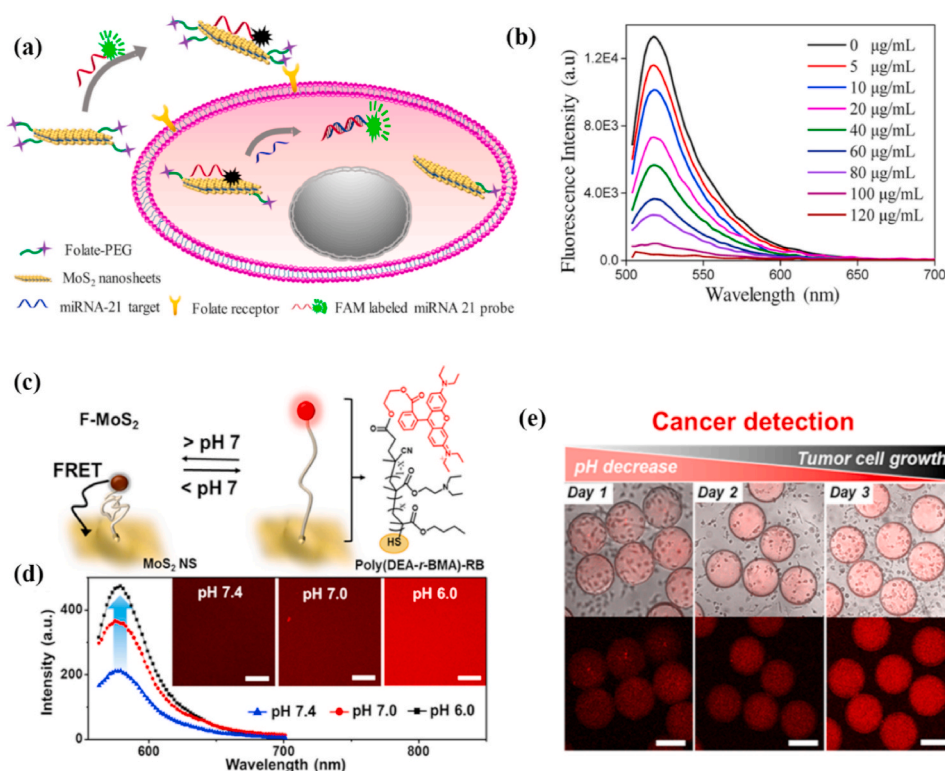 (a)
Folate-PEG
MoS₂ nanosheets
miRNA-21 target
Folate receptor
FAM labeled miRNA 21 probe
(b)
Fluorescence Intensity (a.u)
1.2E4
8.0E3
4.0E3
0.0
0 μg/mL
5 μg/mL
10 μg/mL
20 μg/mL
40 μg/mL
60 μg/mL
80 μg/mL
100 μg/mL
120 μg/mL
500 550 600 650 700
Wavelength (nm)
(c)
F-MoS₂
FRET
> pH 7
< pH 7
MoS₂ NS
CN
1-X
X
HS
Poly(DEA-r-BMA)-RB
(d)
Intensity (a.u.)
400
200
0
pH 7.4 pH 7.0 pH 6.0
pH 7.4 pH 7.0 pH 6.0
600 700 800
Wavelength (nm)
(e)
Cancer detection
pH decrease
Tumor cell growth
Day 1 Day 2 Day 3